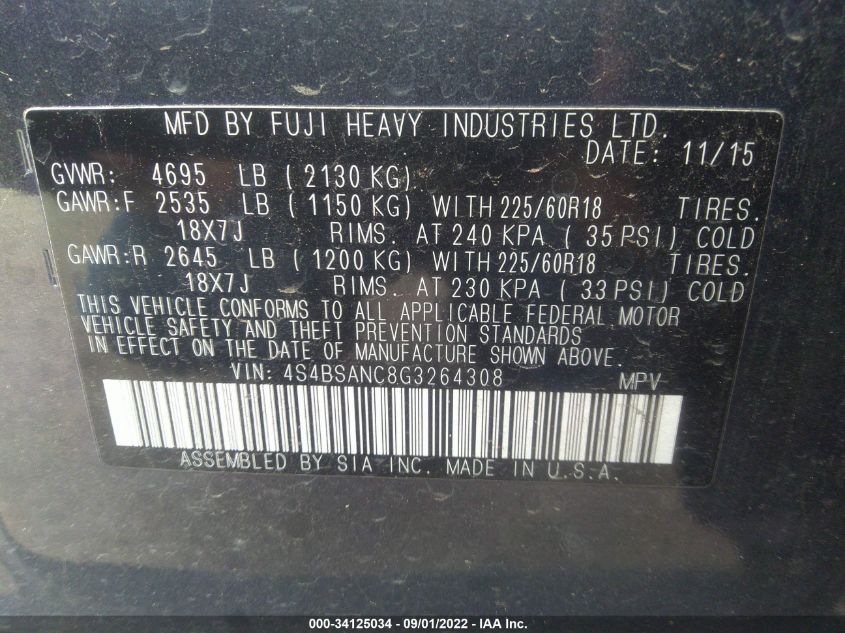 MFD BY FUJI HEAVY INDUSTRIES LTD.
DATE: 11/15
GVWR: 4695 LB ( 2130 KG)
GAWR:F 2535 LB ( 1150 KG) WITH 225/60R18 TIRES.
18X7J RIMS. AT 240 KPA ( 35 PSI) COLD
GAWR:R 2645 LB ( 1200 KG) WITH 225/60R18 TIRES.
18X7J RIMS. AT 230 KPA ( 33 PSI) COLD
THIS VEHICLE CONFORMS TO ALL APPLICABLE FEDERAL MOTOR
VEHICLE SAFETY AND THEFT PREVENTION STANDARDS
IN EFFECT ON THE DATE OF MANUFACTURE SHOWN ABOVE.
VIN: 4S4BSANC8G3264308 MPV
ASSEMBLED BY SIA INC. MADE IN U.S.A.
000-34125034 - 09/01/2022 - IAA Inc.